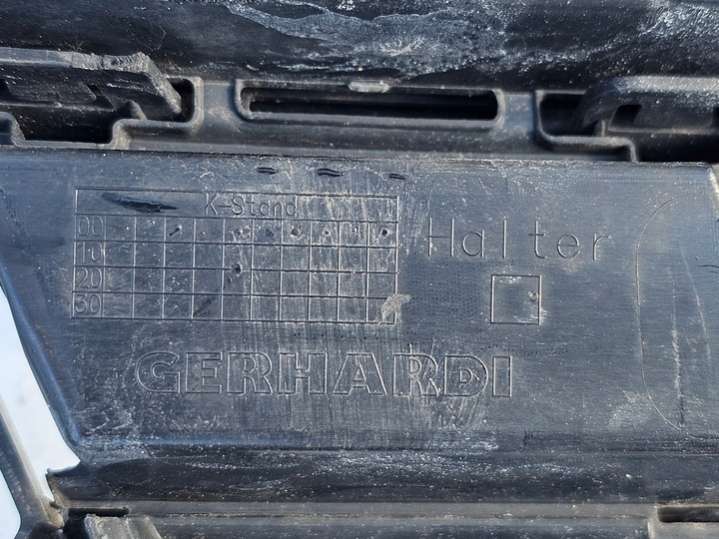 K-Stand
00
10
20
30
Halter
GERHARDI